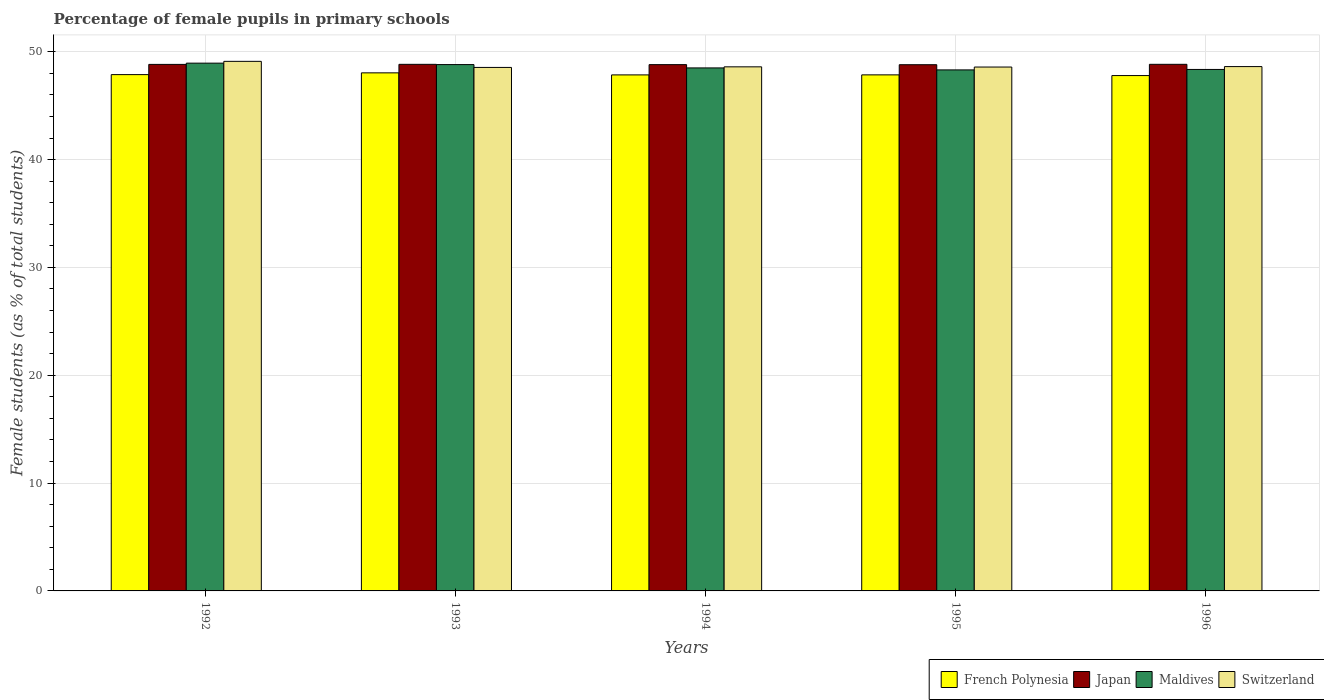 Percentage of female pupils in primary schools
Female students (as % of total students)
50
40
30
20
10
0
1992
1993
1994
1995
1996
Years
French Polynesia
Japan
Maldives
Switzerland